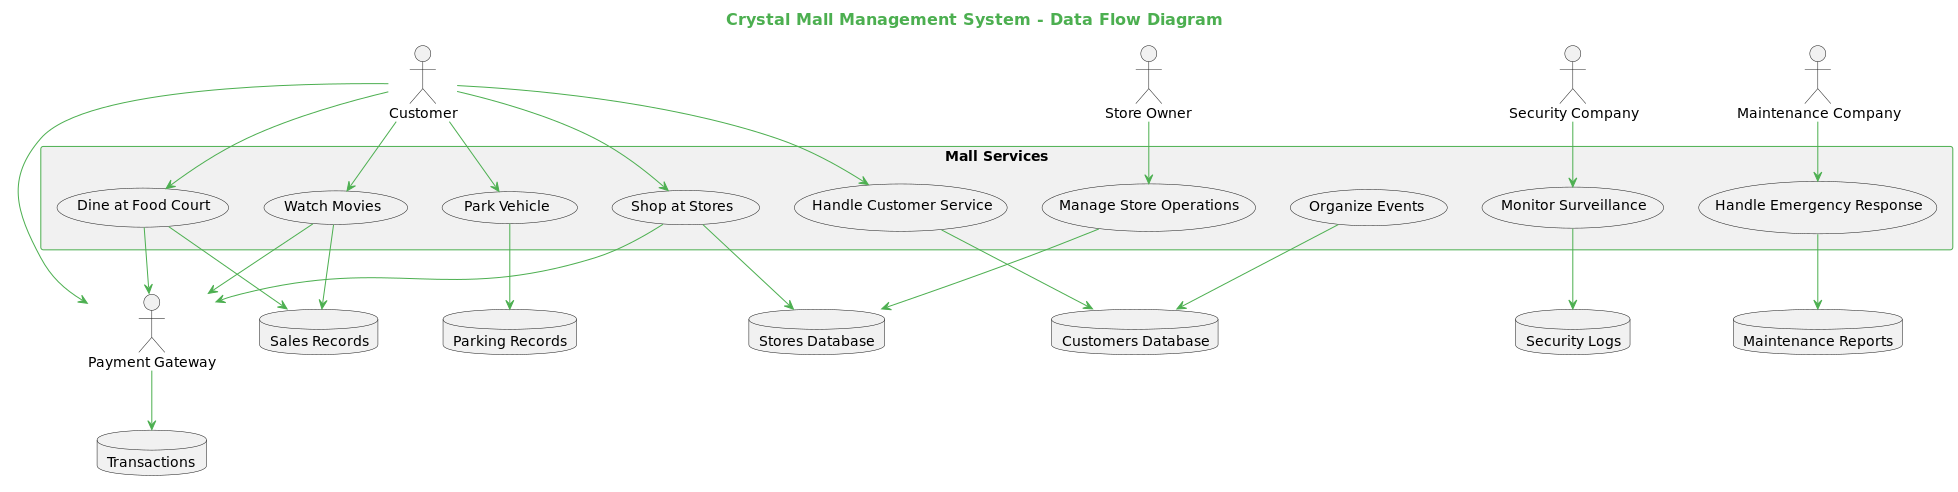 Crystal Mall Management System - Data Flow Diagram
Customer
Store Owner
Security Company
Maintenance Company
Mall Services
Dine at Food Court
Watch Movies
Park Vehicle
Shop at Stores
Handle Customer Service
Manage Store Operations
Organize Events
Monitor Surveillance
Handle Emergency Response
Payment Gateway
Sales Records
Parking Records
Stores Database
Customers Database
Security Logs
Maintenance Reports
Transactions